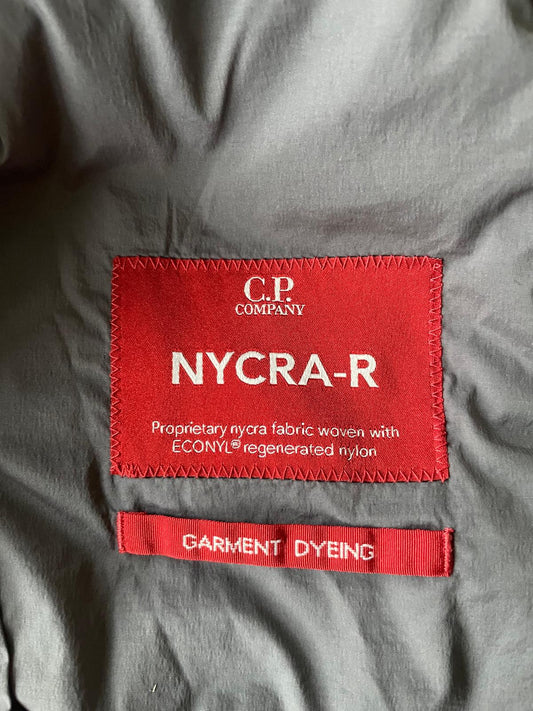 C.P.
COMPANY
NYCRA-R
Proprietary nycra fabric woven with
ECONYL® regenerated nylon
GARMENT DYEING